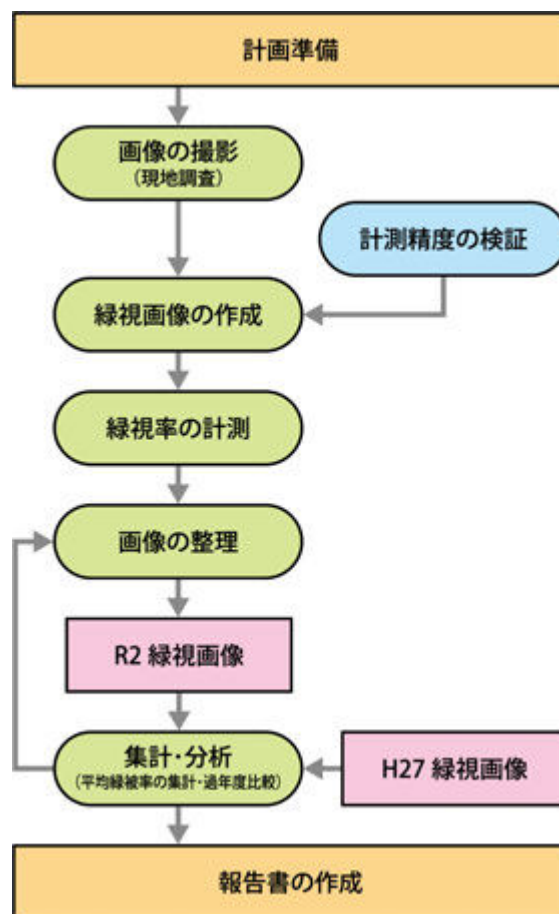 計画準備
画像の撮影
(現地調査)
計測精度の検証
緑視画像の作成
緑視率の計測
画像の整理
R2 緑視画像
集計・分析
(平均緑被率の集計・過年度比較)
H27 緑視画像
報告書の作成